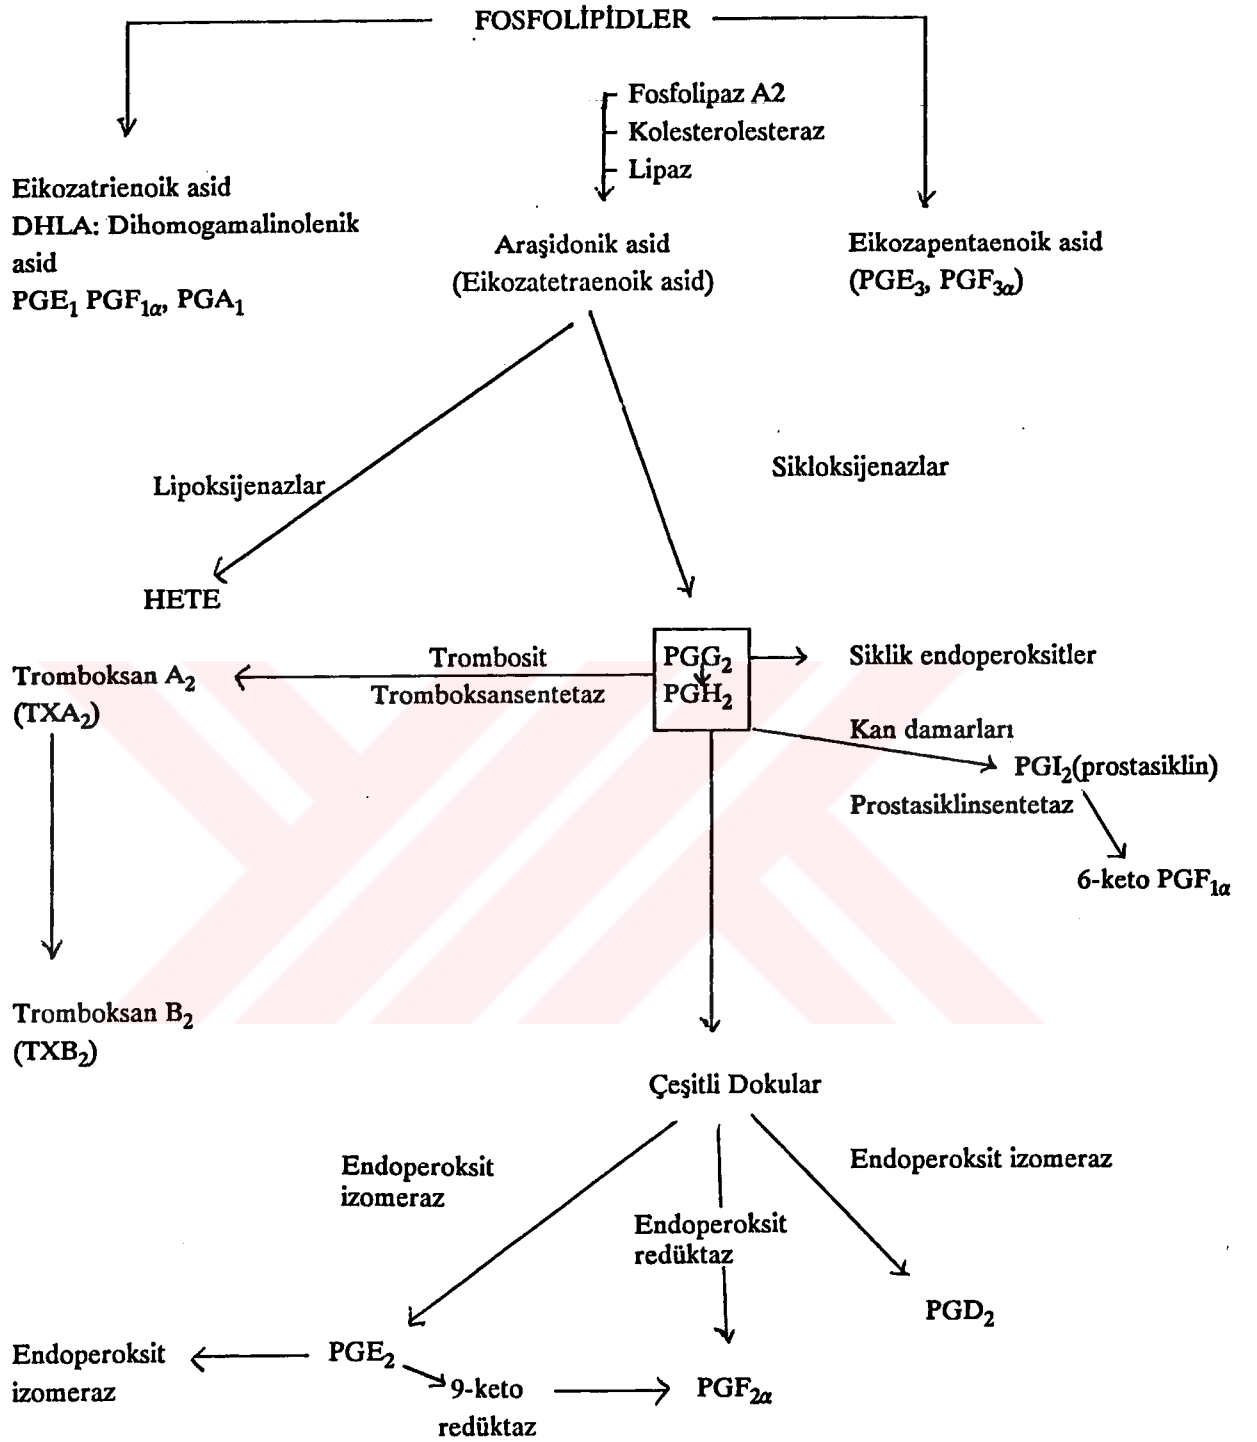 FOSFOLİPİDLER
Fosfolipaz A2
Kolesterolesteraz
Lipaz
Eikozatrienoik asid
DHLA: Dihomogamalinolenik
asid
PGE₁ PGF₁α, PGA₁
Araşidonik asid
(Eikozatetraenoik asid)
Eikozapentaenoik asid
(PGE₃, PGF₃α)
Lipoksijenazlar
Sikloksijenazlar
HETE
PGG₂
PGH₂
Siklik endoperoksitler
Trombosit
Tromboksansentetaz
Tromboksan A₂
(TXA₂)
Kan damarları
PGI₂(prostasiklin)
Prostasiklinsentetaz
6-keto PGF₁α
Tromboksan B₂
(TXB₂)
Çeşitli Dokular
Endoperoksit
izomeraz
Endoperoksit
redüktaz
Endoperoksit izomeraz
PGD₂
Endoperoksit
izomeraz
PGE₂
9-keto
redüktaz
PGF₂α